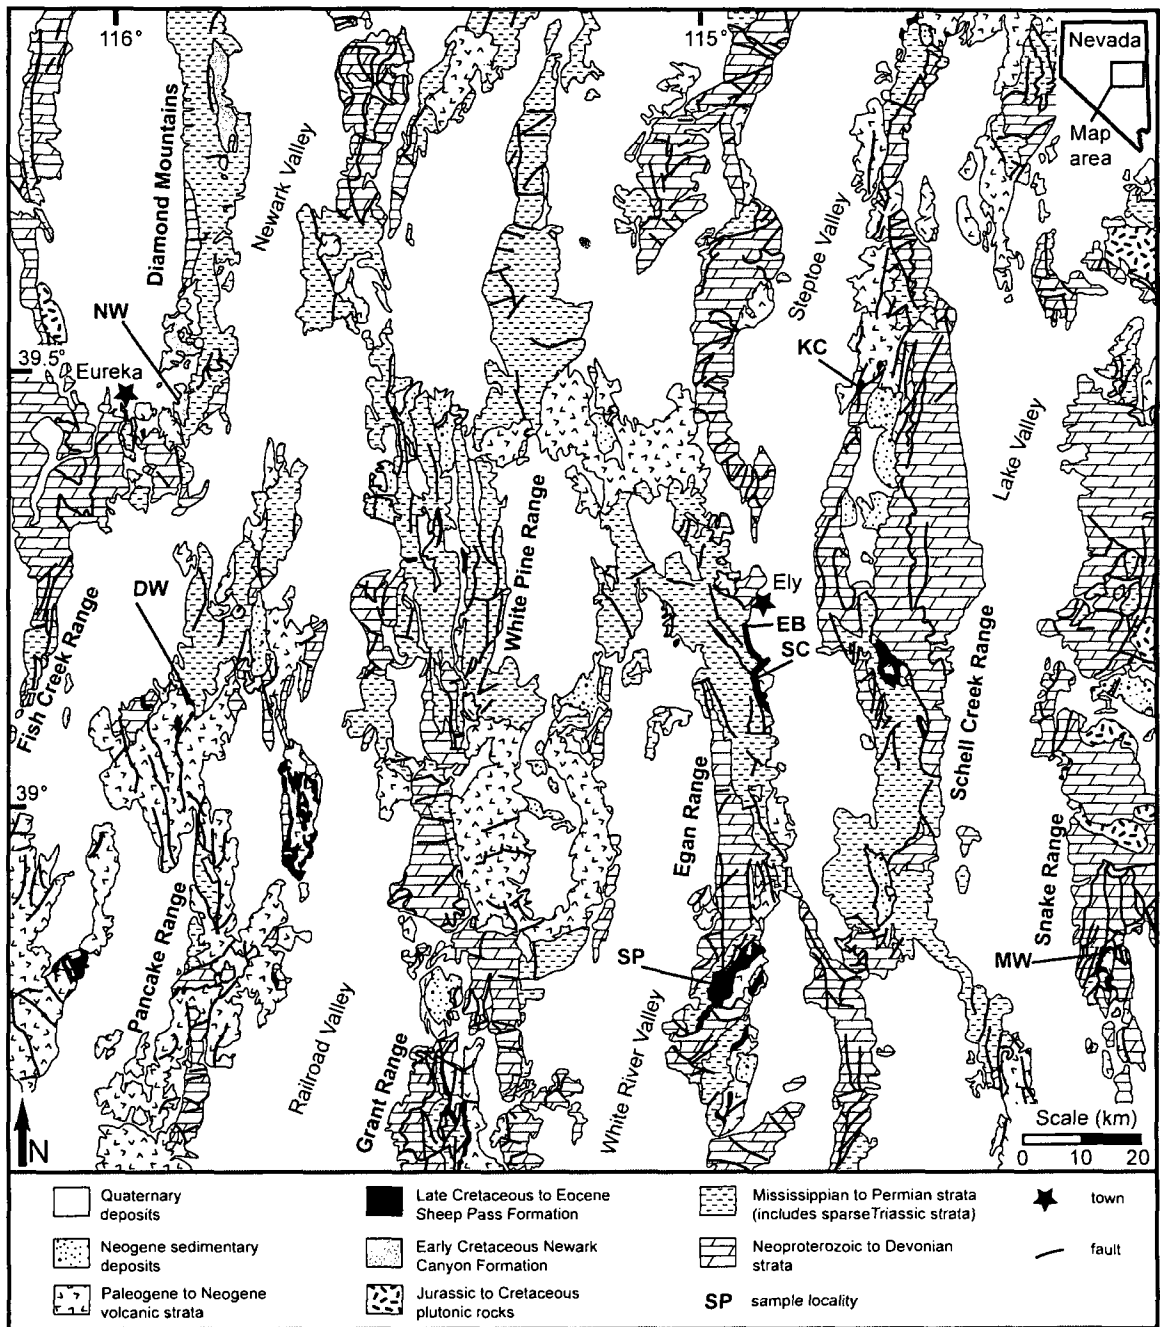 116°
115°
Nevada
Map
area
Diamond Mountains
Newark Valley
Steptoe Valley
NW
39.5°
Eureka
KC
Lake Valley
White Pine Range
Ely
EB
SC
DW
Fish Creek Range
Schell Creek Range
39°
Egan Range
Snake Range
Pancake Range
SP
MW
Railroad Valley
White River Valley
Grant Range
N
Scale (km)
0 10 20
Quaternary
deposits
Neogene sedimentary
deposits
Paleogene to Neogene
volcanic strata
Late Cretaceous to Eocene
Sheep Pass Formation
Early Cretaceous Newark
Canyon Formation
Jurassic to Cretaceous
plutonic rocks
Mississippian to Permian strata
(includes sparse Triassic strata)
Neoproterozoic to Devonian
strata
SP sample locality
town
fault